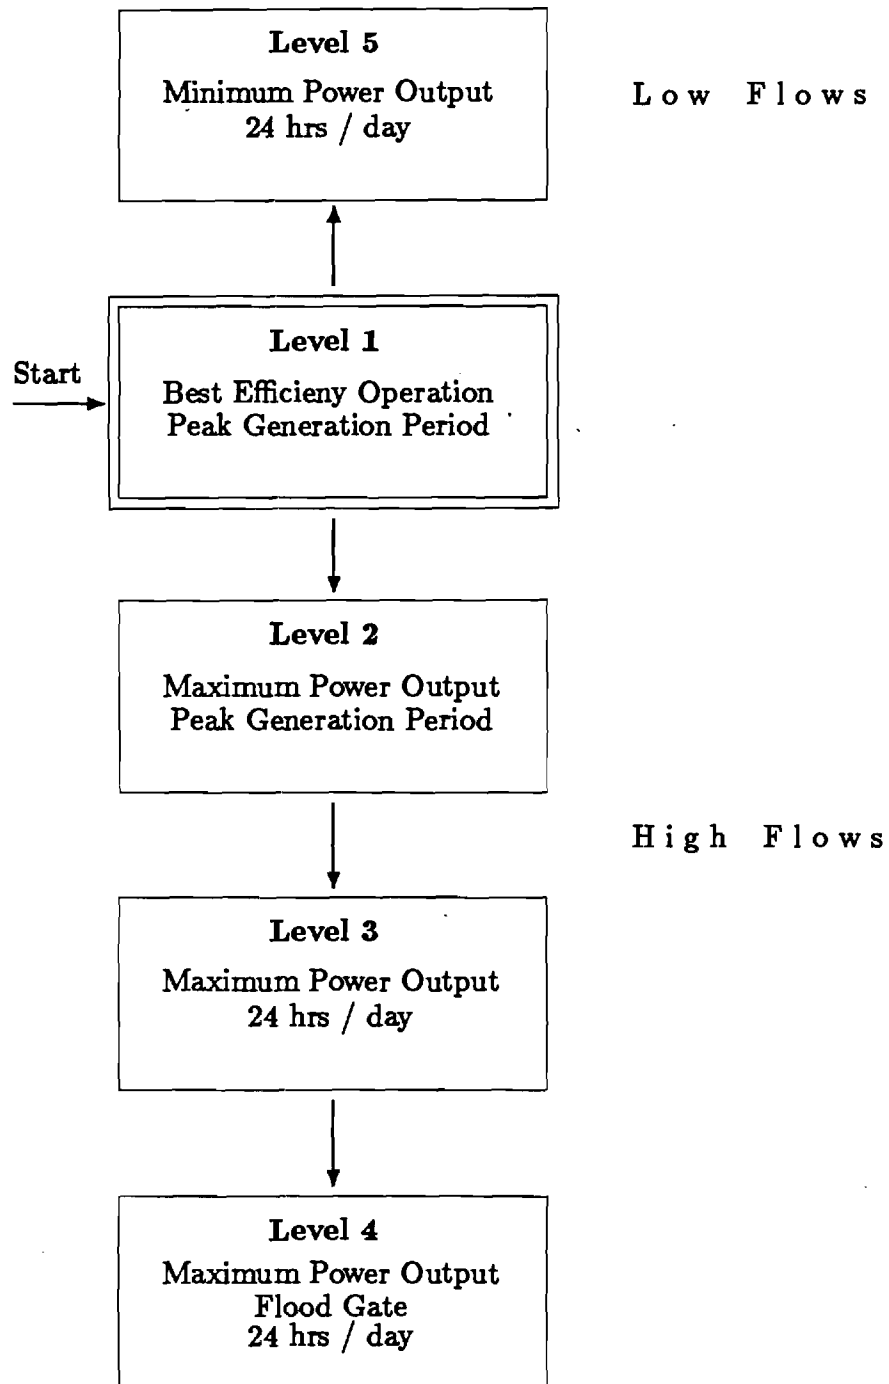 Level 5
Minimum Power Output
24 hrs / day
Low Flows
Start
Level 1
Best Efficieny Operation
Peak Generation Period
Level 2
Maximum Power Output
Peak Generation Period
High Flows
Level 3
Maximum Power Output
24 hrs / day
Level 4
Maximum Power Output
Flood Gate
24 hrs / day